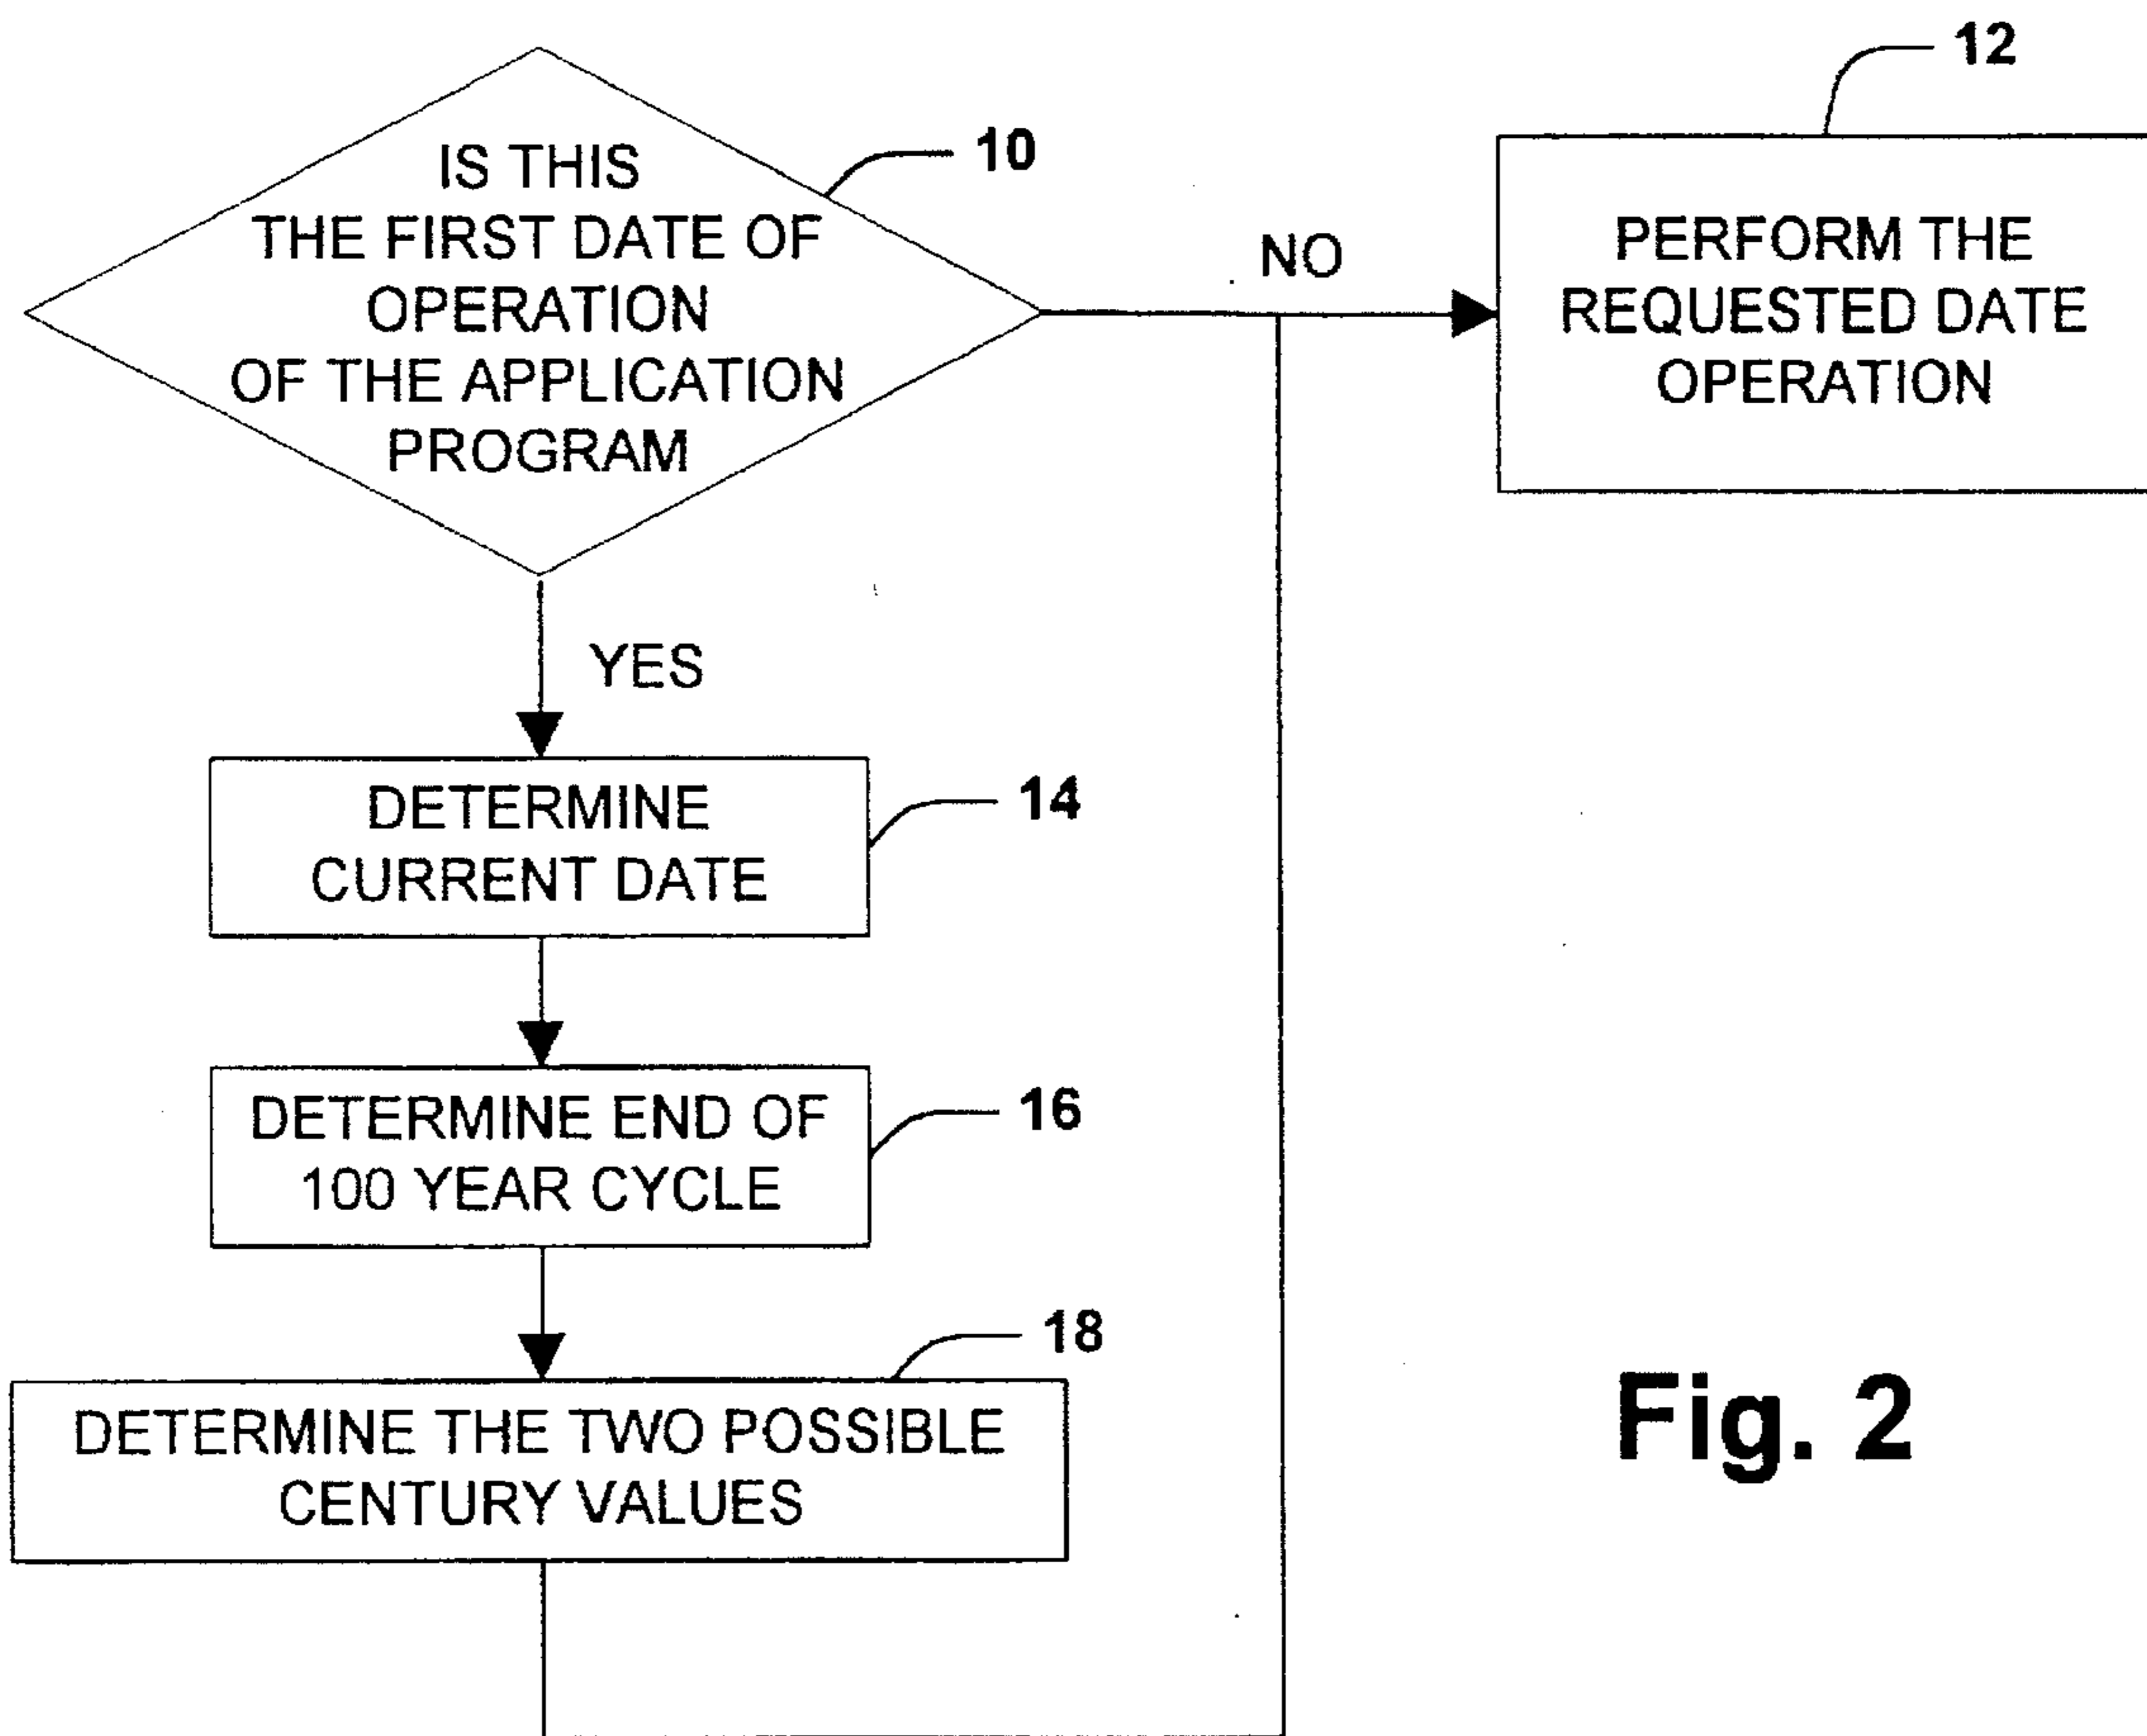 IS THIS
THE FIRST DATE OF
OPERATION
OF THE APPLICATION
PROGRAM
10
NO
12
PERFORM THE
REQUESTED DATE
OPERATION
YES
DETERMINE
CURRENT DATE
14
DETERMINE END OF
100 YEAR CYCLE
16
18
DETERMINE THE TWO POSSIBLE
CENTURY VALUES
Fig. 2